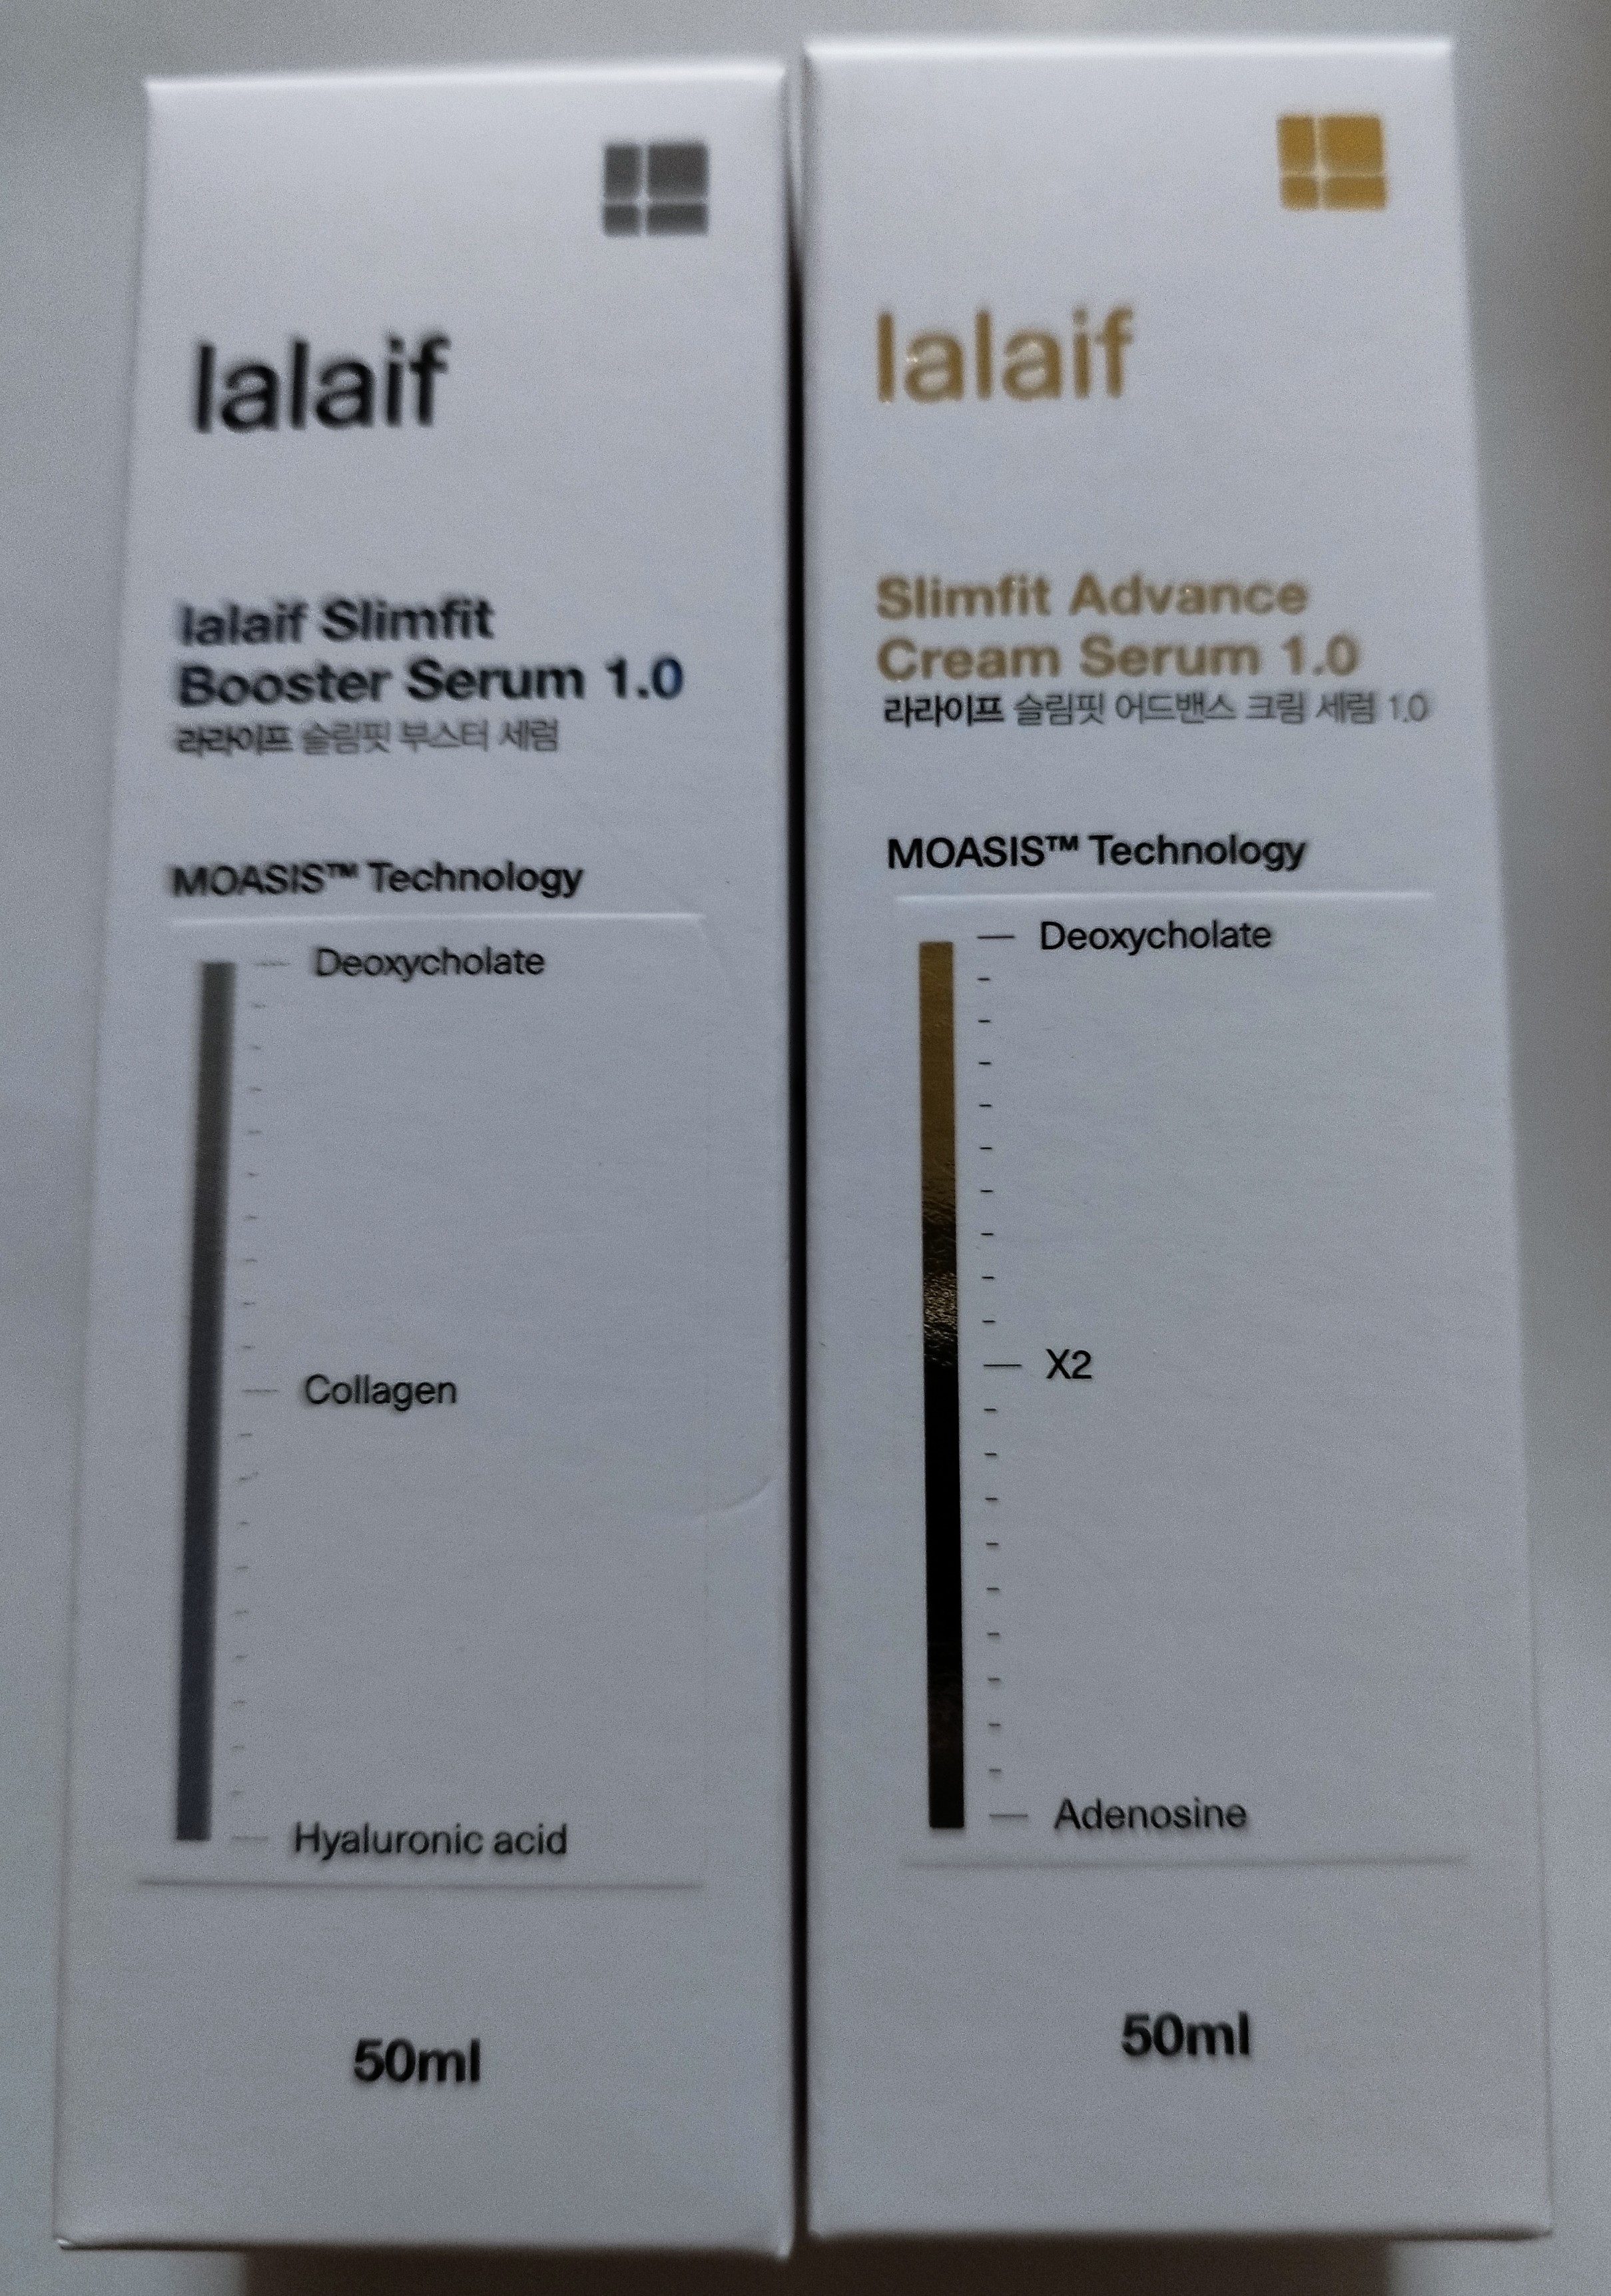 lalaif
lalaif Slimfit
Booster Serum 1.0
라라이프 슬림핏 부스터 세럼
MOASIS™ Technology
Deoxycholate
Collagen
Hyaluronic acid
50ml
lalaif
Slimfit Advance
Cream Serum 1.0
라라이프 슬림핏 어드밴스 크림 세럼 1.0
MOASIS™ Technology
Deoxycholate
X2
Adenosine
50ml